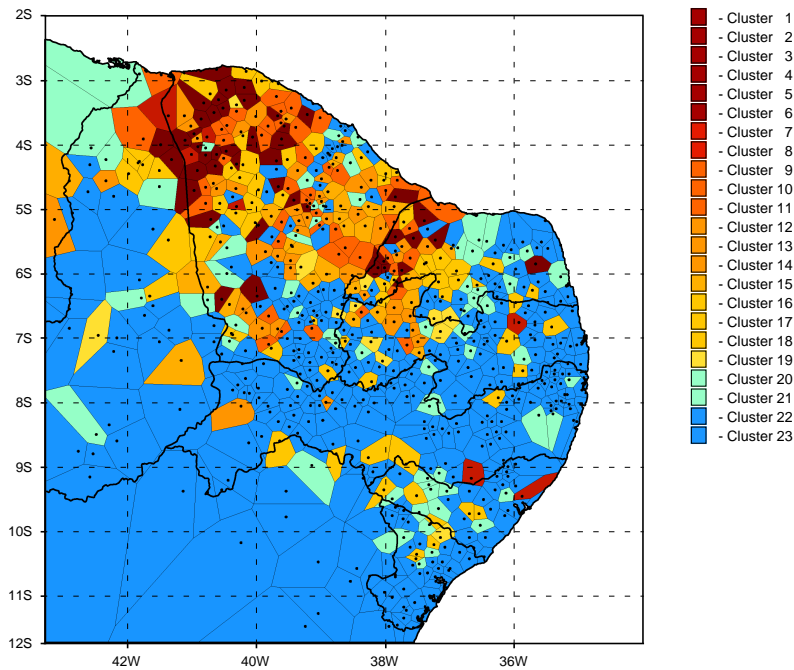 2S
3S
4S
5S
6S
7S
8S
9S
10S
11S
12S
42W
40W
38W
36W
- Cluster 1
- Cluster 2
- Cluster 3
- Cluster 4
- Cluster 5
- Cluster 6
- Cluster 7
- Cluster 8
- Cluster 9
- Cluster 10
- Cluster 11
- Cluster 12
- Cluster 13
- Cluster 14
- Cluster 15
- Cluster 16
- Cluster 17
- Cluster 18
- Cluster 19
- Cluster 20
- Cluster 21
- Cluster 22
- Cluster 23